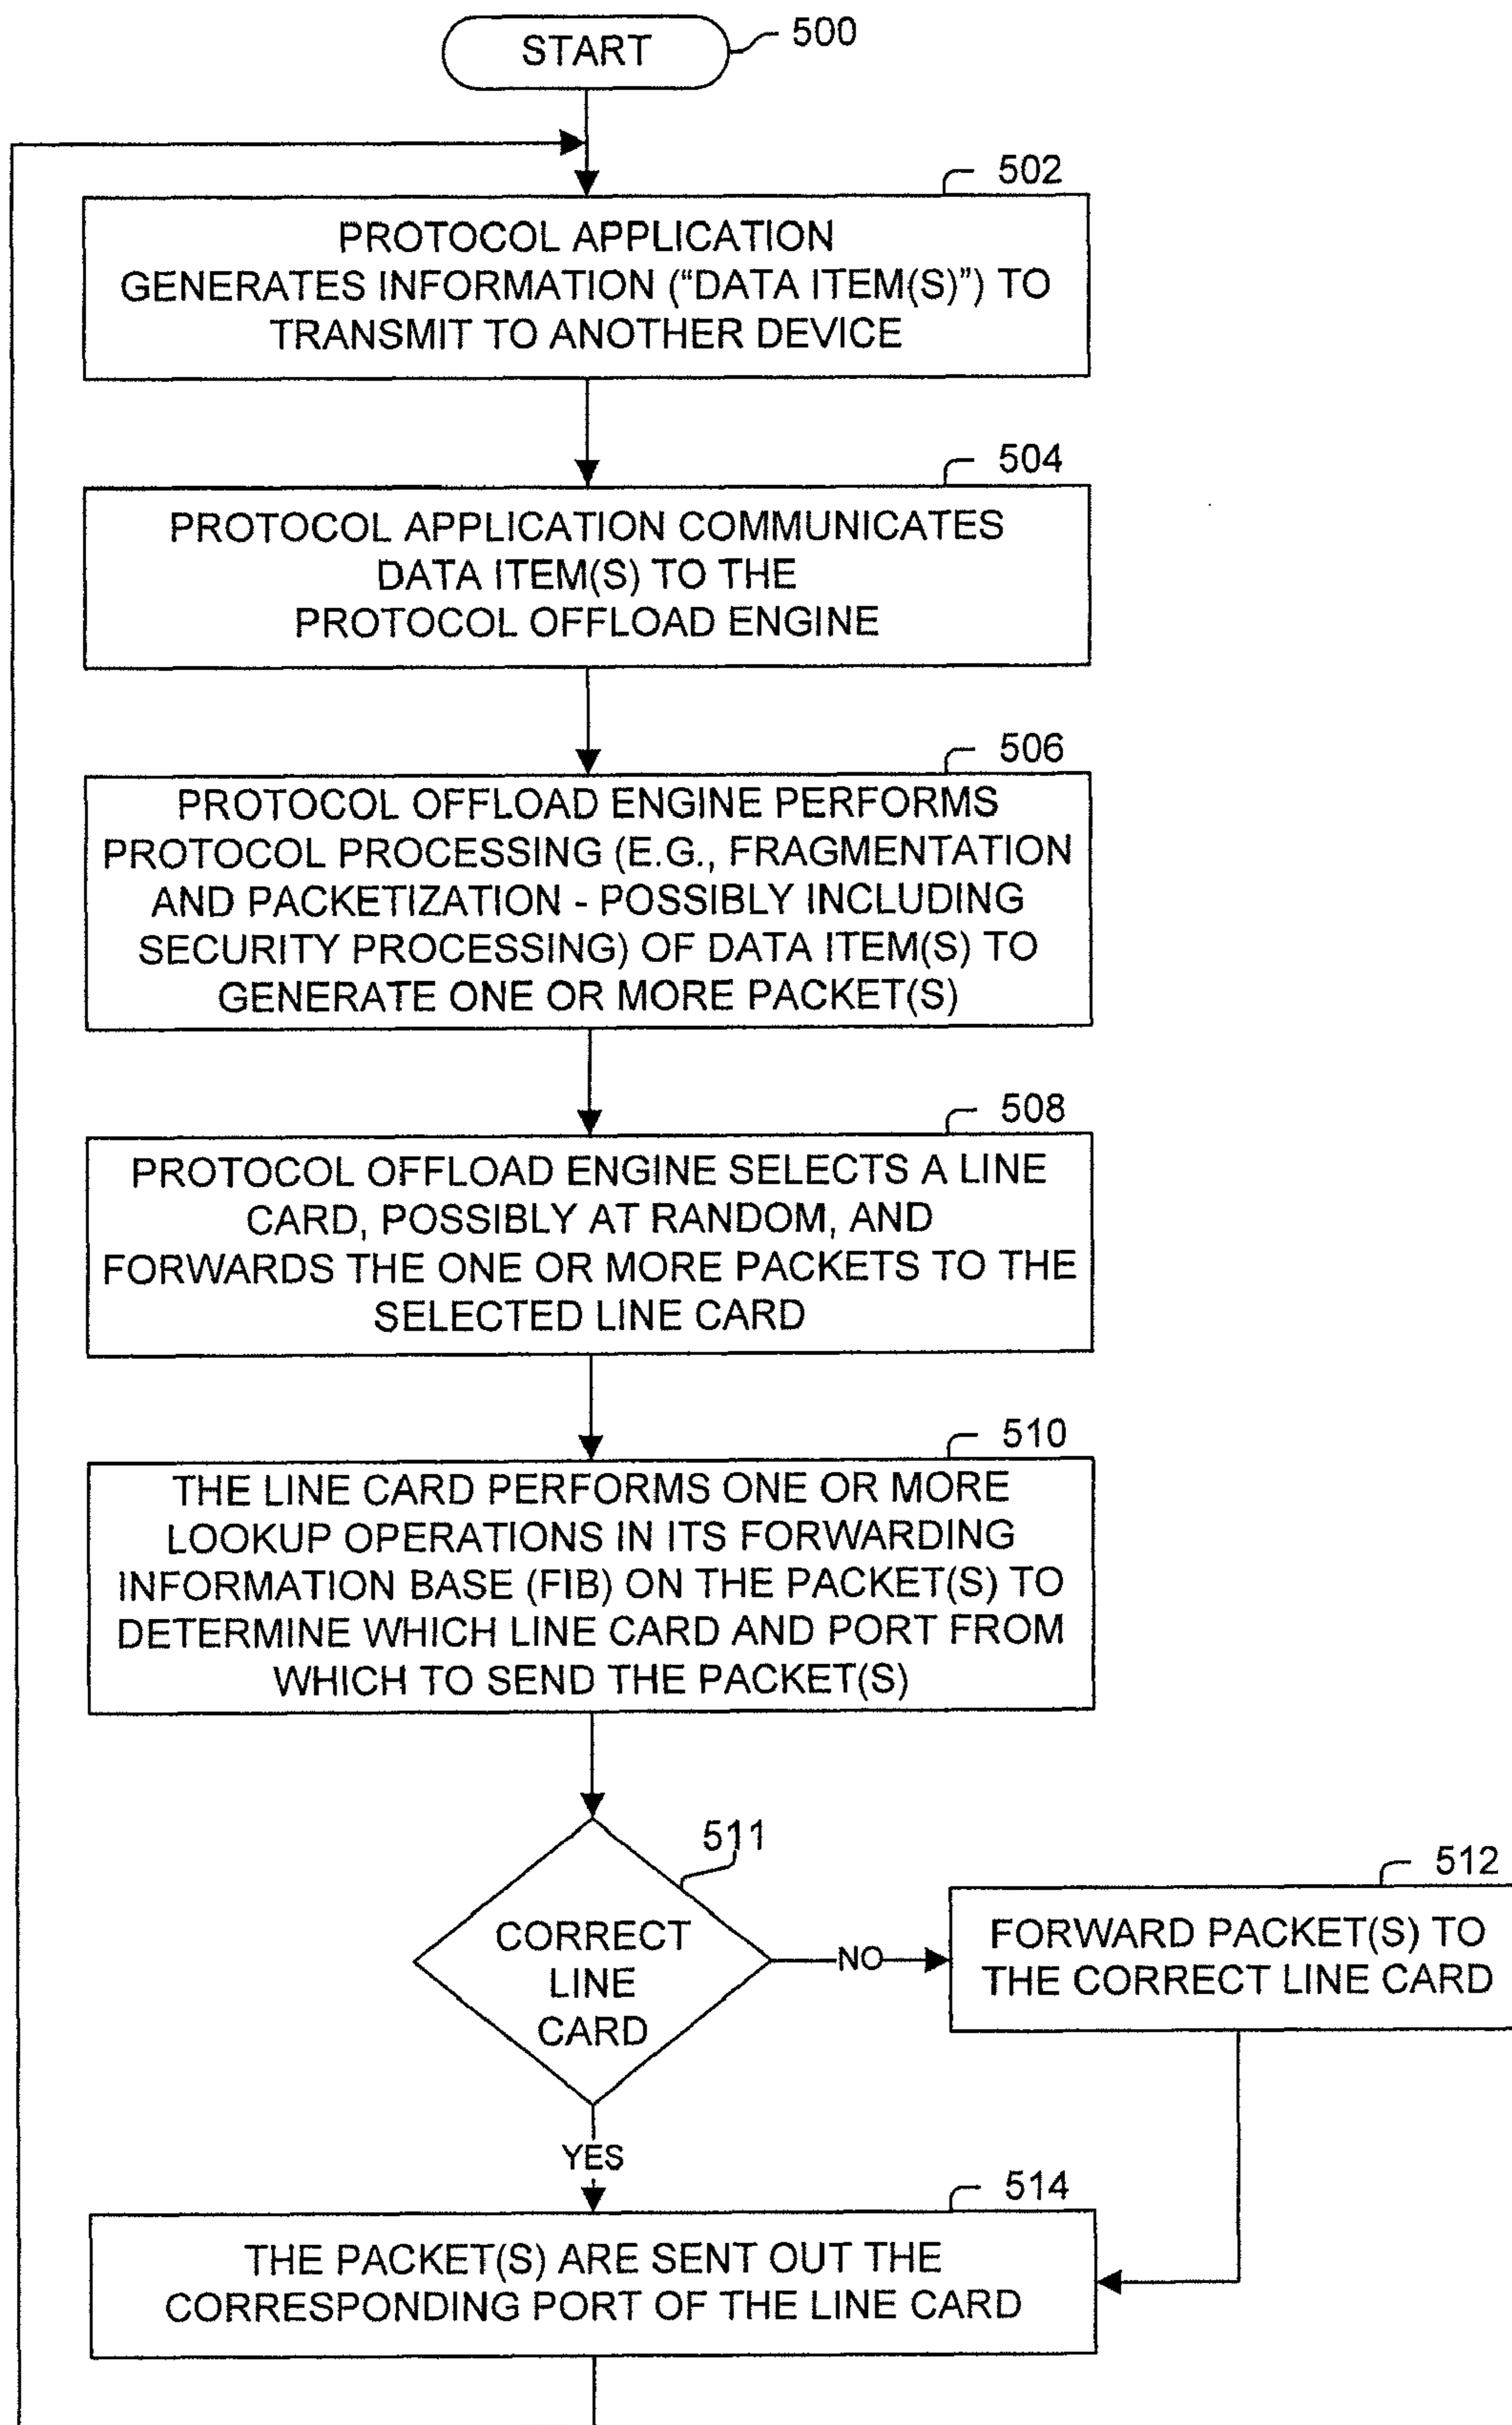 START
500
502
PROTOCOL APPLICATION
GENERATES INFORMATION (“DATA ITEM(S)”) TO
TRANSMIT TO ANOTHER DEVICE
504
PROTOCOL APPLICATION COMMUNICATES
DATA ITEM(S) TO THE
PROTOCOL OFFLOAD ENGINE
506
PROTOCOL OFFLOAD ENGINE PERFORMS
PROTOCOL PROCESSING (E.G., FRAGMENTATION
AND PACKETIZATION - POSSIBLY INCLUDING
SECURITY PROCESSING) OF DATA ITEM(S) TO
GENERATE ONE OR MORE PACKET(S)
508
PROTOCOL OFFLOAD ENGINE SELECTS A LINE
CARD, POSSIBLY AT RANDOM, AND
FORWARDS THE ONE OR MORE PACKETS TO THE
SELECTED LINE CARD
510
THE LINE CARD PERFORMS ONE OR MORE
LOOKUP OPERATIONS IN ITS FORWARDING
INFORMATION BASE (FIB) ON THE PACKET(S) TO
DETERMINE WHICH LINE CARD AND PORT FROM
WHICH TO SEND THE PACKET(S)
511
CORRECT
LINE
CARD
NO
512
FORWARD PACKET(S) TO
THE CORRECT LINE CARD
YES
514
THE PACKET(S) ARE SENT OUT THE
CORRESPONDING PORT OF THE LINE CARD